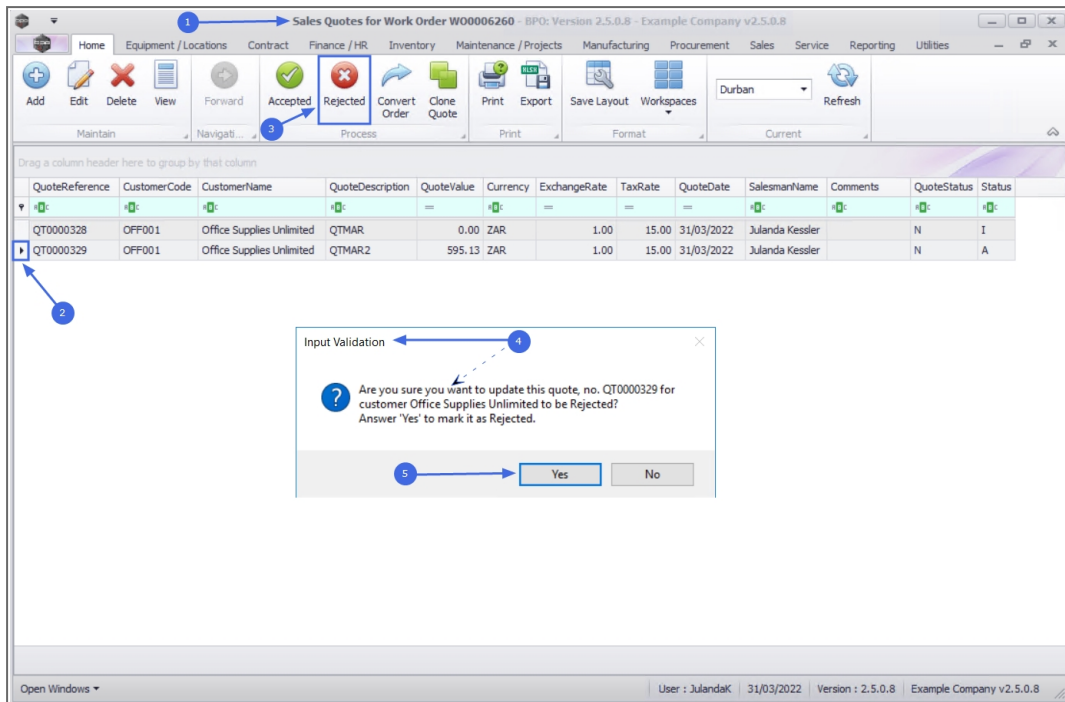 1
Sales Quotes for Work Order WO0006260 - BPO: Version 2.5.0.8 - Example Company v2.5.0.8
Home Equipment / Locations Contract Finance / HR Inventory Maintenance / Projects Manufacturing Procurement Sales Service Reporting Utilities
Add Edit Delete View Forward Accepted Rejected Convert Order Clone Quote Print Export Save Layout Workspaces Durban Refresh
3
Maintain Navigati... Process Print Format Current
Drag a column header here to group by that column
QuoteReference CustomerCode CustomerName QuoteDescription QuoteValue Currency ExchangeRate TaxRate QuoteDate SalesmanName Comments QuoteStatus Status
QT0000328 OFF001 Office Supplies Unlimited QTMAR 0.00 ZAR 1.00 15.00 31/03/2022 Julanda Kessler N I
QT0000329 OFF001 Office Supplies Unlimited QTMAR2 595.13 ZAR 1.00 15.00 31/03/2022 Julanda Kessler N A
2
Input Validation
4
Are you sure you want to update this quote, no. QT0000329 for
customer Office Supplies Unlimited to be Rejected?
Answer 'Yes' to mark it as Rejected.
5
Yes No
Open Windows User : JulandaK 31/03/2022 Version : 2.5.0.8 Example Company v2.5.0.8